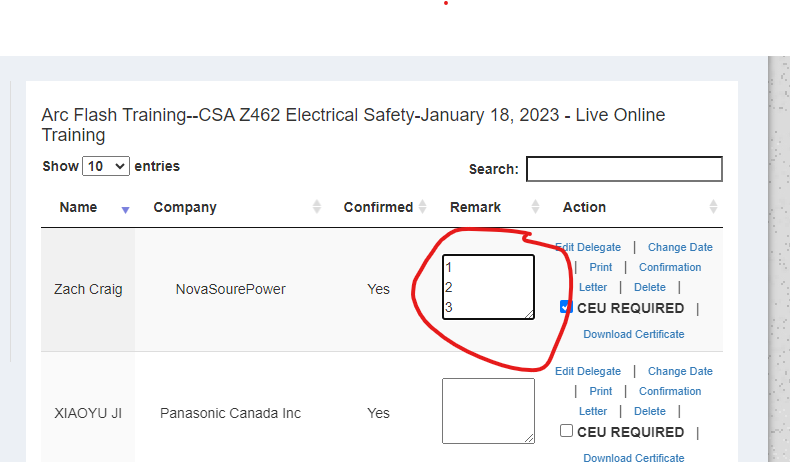 Arc Flash Training--CSA Z462 Electrical Safety-January 18, 2023 - Live Online
Training
Show 10 entries
Search:
Name Company Confirmed Remark Action
Zach Craig NovaSourePower Yes
1
2
3
Edit Delegate | Change Date
| Print | Confirmation
Letter | Delete |
CEU REQUIRED |
Download Certificate
XIAOYU JI Panasonic Canada Inc Yes
Edit Delegate | Change Date
| Print | Confirmation
Letter | Delete |
CEU REQUIRED |
Download Certificate